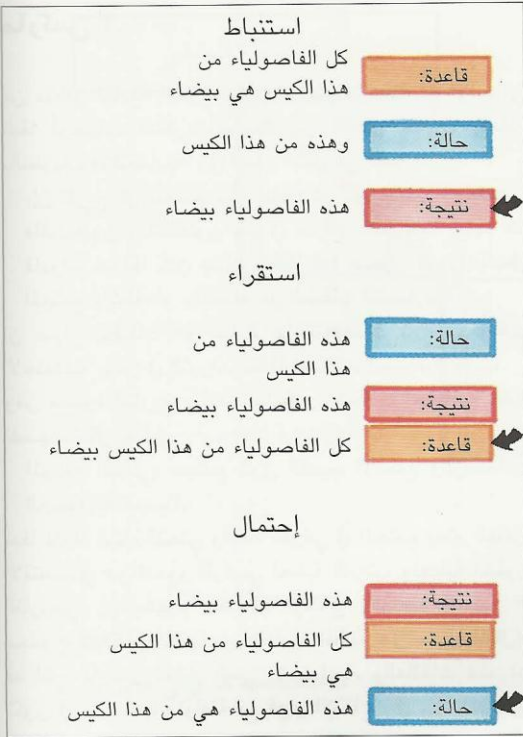 استنباط
قاعدة: كل الفاصولياء من
هذا الكيس هي بيضاء
حالة: وهذه من هذا الكيس
نتيجة: هذه الفاصولياء بيضاء
استقراء
حالة: هذه الفاصولياء من
هذا الكيس
نتيجة: هذه الفاصولياء بيضاء
قاعدة: كل الفاصولياء من هذا الكيس بيضاء
إحتمال
نتيجة: هذه الفاصولياء بيضاء
قاعدة: كل الفاصولياء من هذا الكيس
هي بيضاء
حالة: هذه الفاصولياء هي من هذا الكيس